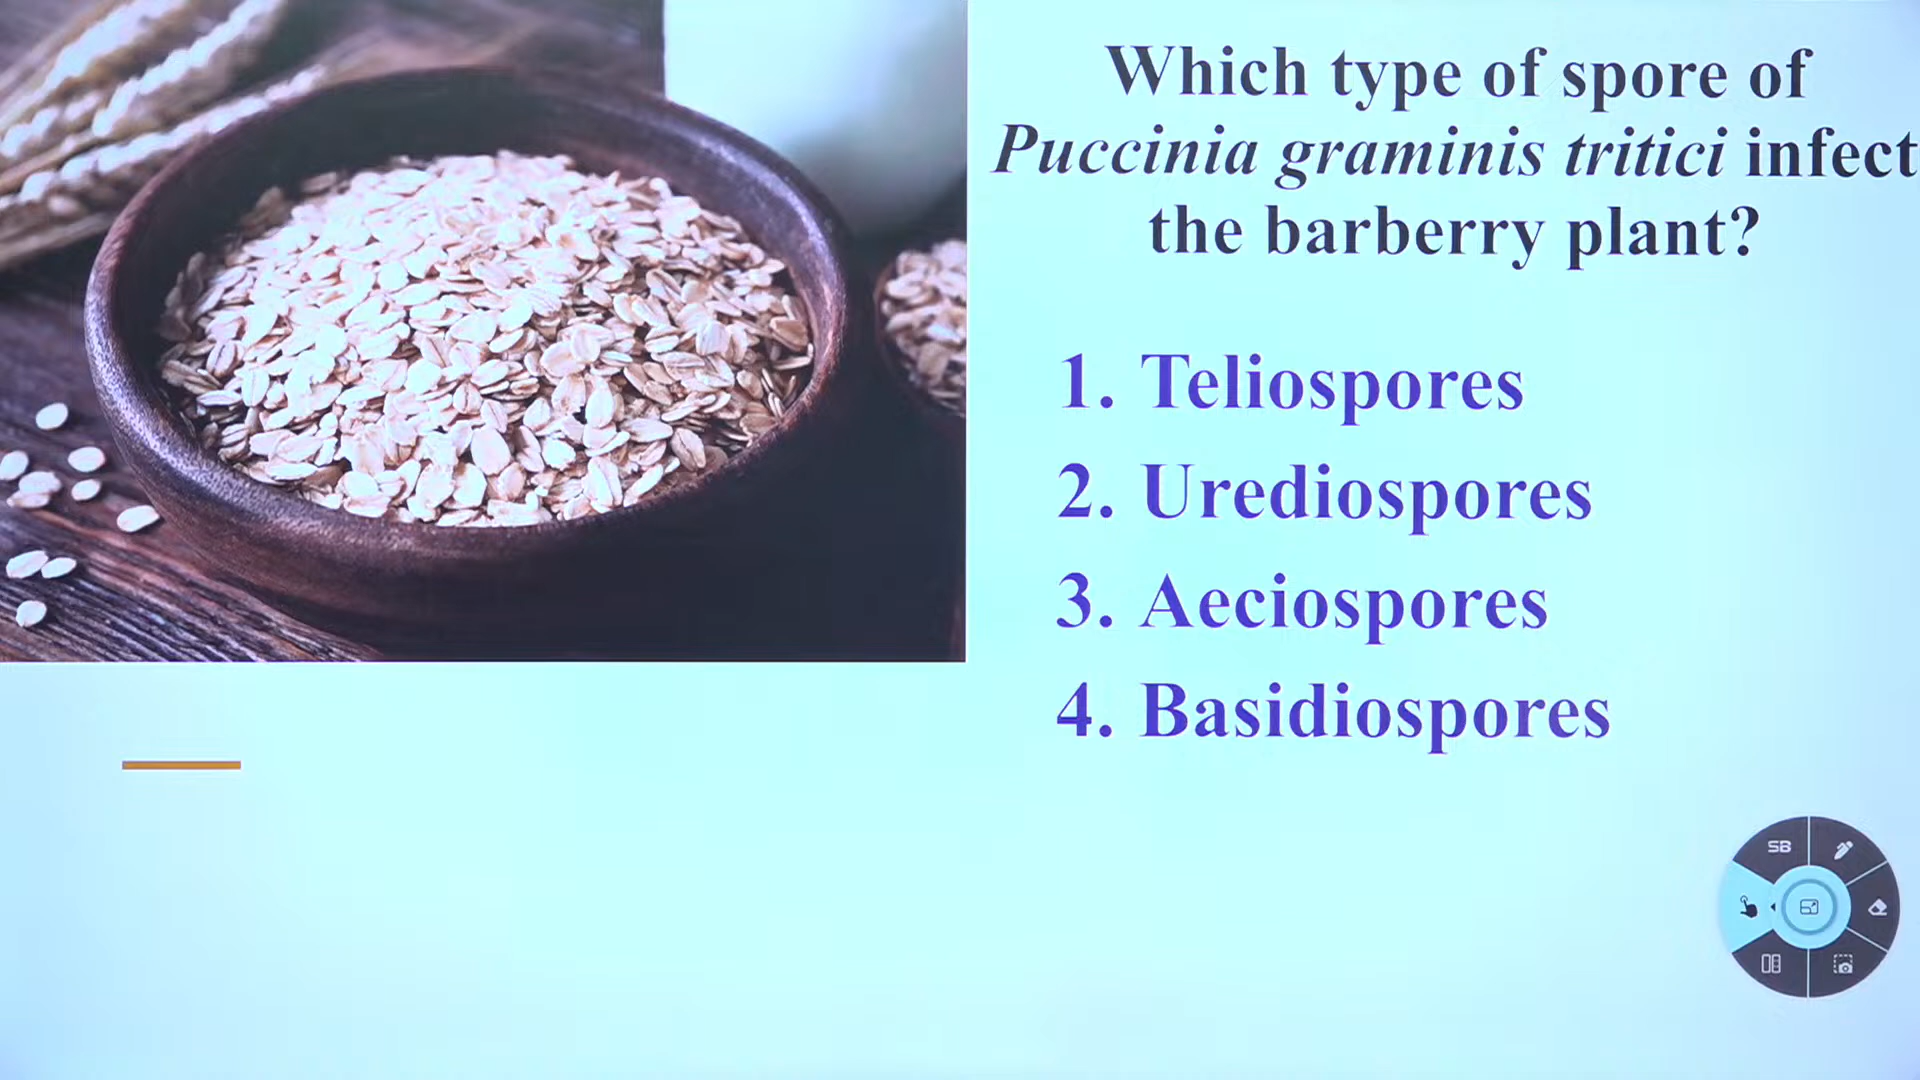 Which type of spore of
Puccinia graminis tritici infect
the barberry plant?
1. Teliospores
2. Urediospores
3. Aeciospores
4. Basidiospores
SB